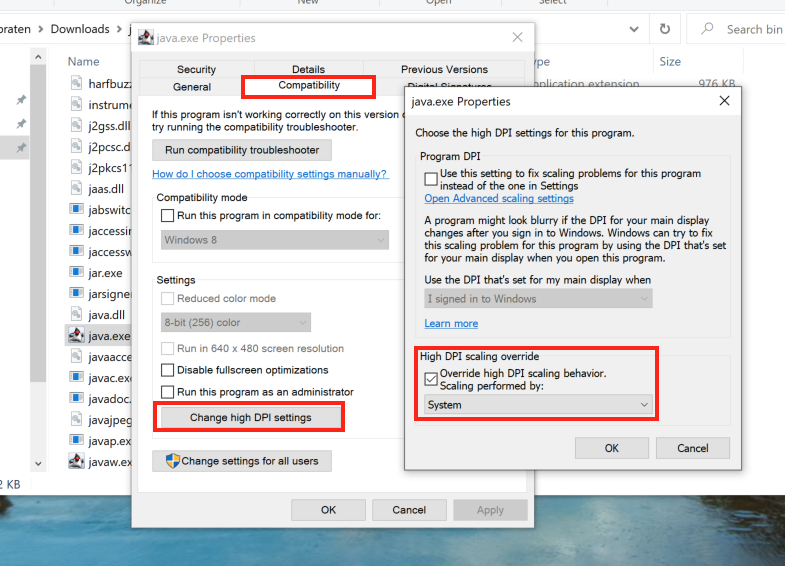 Organize
New
Open
Select
Downloads
Search bin
Name
Size
harfbuzz
976 KB
instrume
j2gss.dll
j2pcsc.d
j2pkcs11
jaas.dll
jabswitc
jaccessin
jaccessw
jar.exe
jarsigner
java.dll
java.exe
javaacce
javac.exe
javadoc.
javajpeg
javap.ex
javaw.ex
KB
java.exe Properties
Security
Details
Previous Versions
General
Compatibility
Digital Signatures
If this program isn't working correctly on this version o
try running the compatibility troubleshooter.
Run compatibility troubleshooter
How do I choose compatibility settings manually?
Compatibility mode
Run this program in compatibility mode for:
Windows 8
Settings
Reduced color mode
8-bit (256) color
Run in 640 x 480 screen resolution
Disable fullscreen optimizations
Run this program as an administrator
Change high DPI settings
Change settings for all users
OK
Cancel
Apply
java.exe Properties
Choose the high DPI settings for this program.
Program DPI
Use this setting to fix scaling problems for this program
instead of the one in Settings
Open Advanced scaling settings
A program might look blurry if the DPI for your main display
changes after you sign in to Windows. Windows can try to fix
this scaling problem for this program by using the DPI that's set
for your main display when you open this program.
Use the DPI that's set for my main display when
I signed in to Windows
Learn more
High DPI scaling override
Override high DPI scaling behavior.
Scaling performed by:
System
OK
Cancel